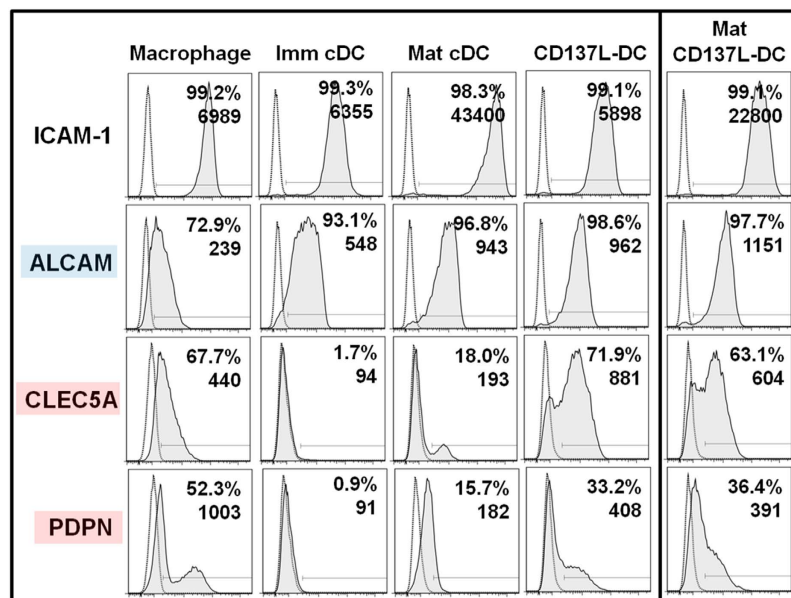 Mat
Macrophage Imm cDC Mat cDC CD137L-DC CD137L-DC
ICAM-1 99.2% 99.3% 98.3% 99.1% 99.1%
6989 6355 43400 5898 22800
ALCAM 72.9% 93.1% 96.8% 98.6% 97.7%
239 548 943 962 1151
CLEC5A 67.7% 1.7% 18.0% 71.9% 63.1%
440 94 193 881 604
PDPN 52.3% 0.9% 15.7% 33.2% 36.4%
1003 91 182 408 391